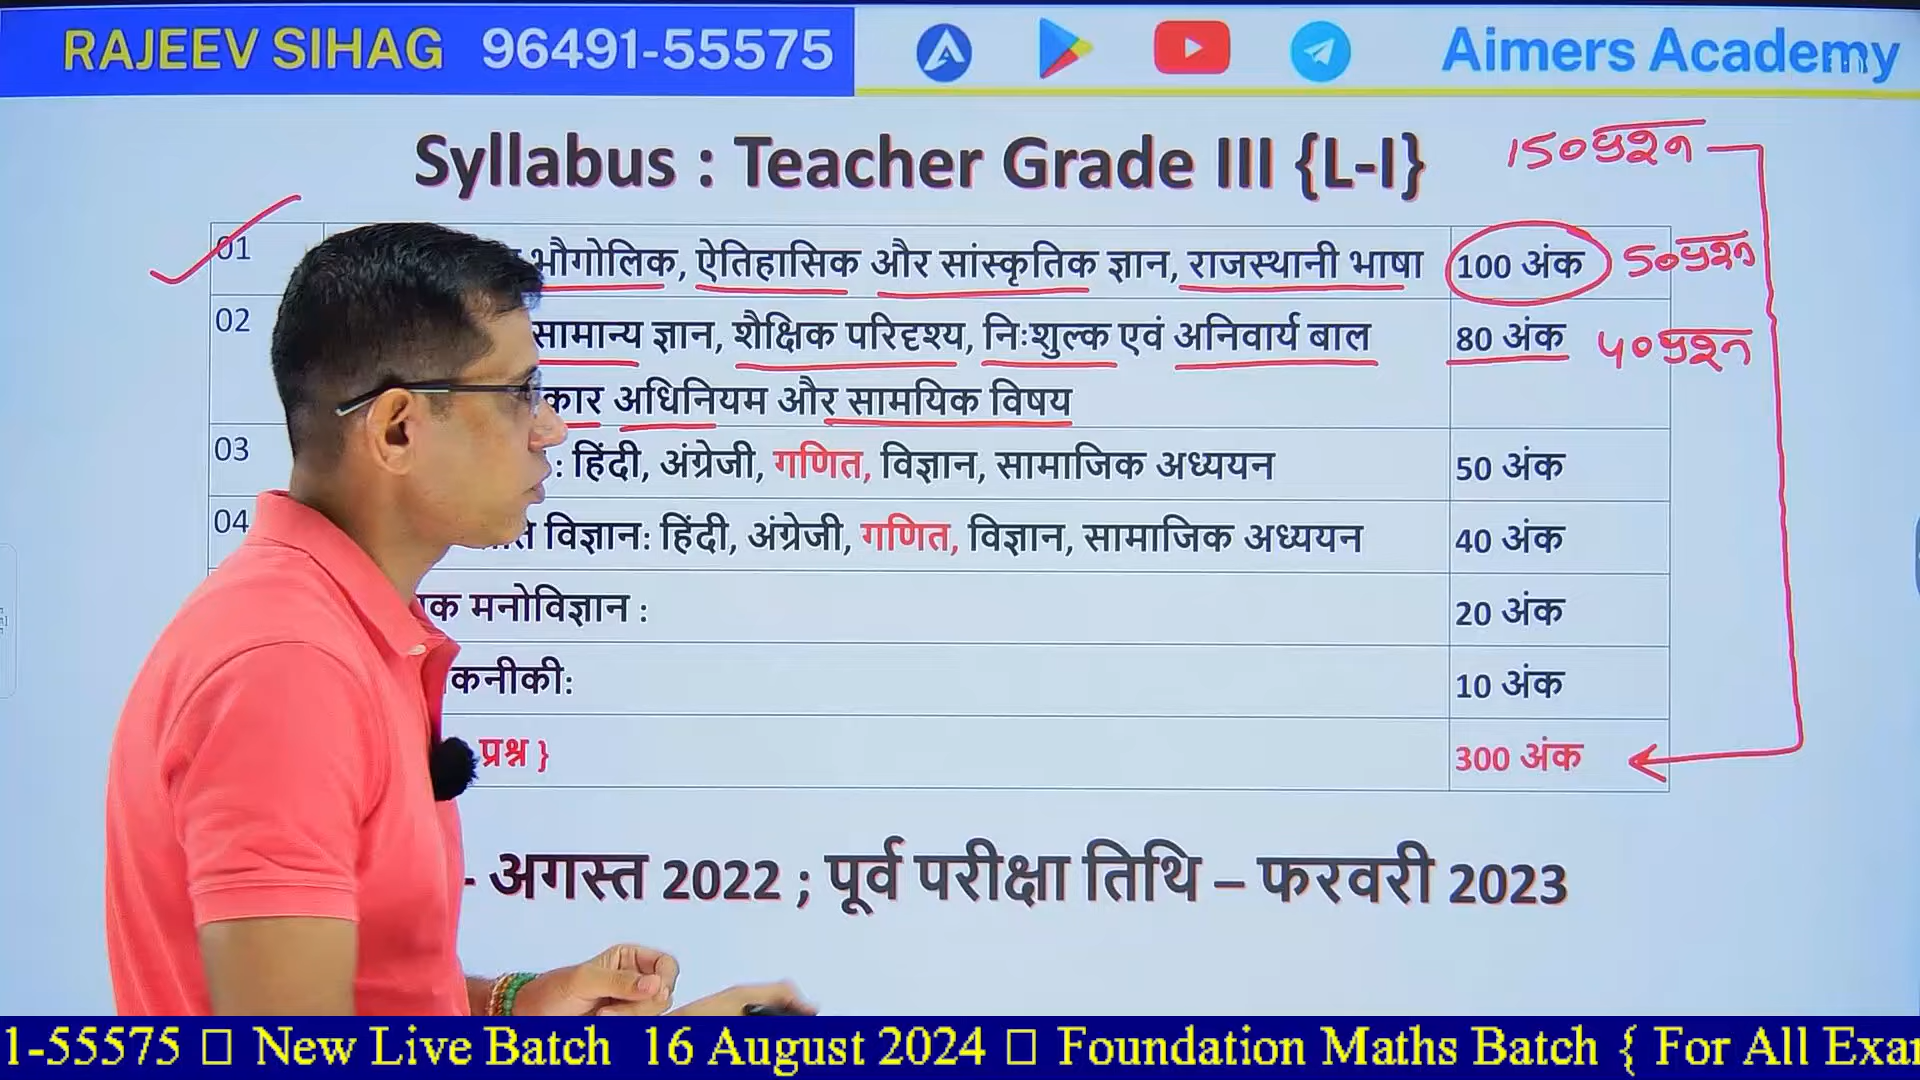 RAJEEV SIHAG 96491-55575 Aimers Academy
Syllabus : Teacher Grade III {L-I} 150 प्रश्न
01 भौगोलिक, ऐतिहासिक और सांस्कृतिक ज्ञान, राजस्थानी भाषा 100 अंक 50 प्रश्न
02 सामान्य ज्ञान, शैक्षिक परिदृश्य, निःशुल्क एवं अनिवार्य बाल 80 अंक 40 प्रश्न
अधिनियम और सामयिक विषय
03 : हिंदी, अंग्रेजी, गणित, विज्ञान, सामाजिक अध्ययन 50 अंक
04 विज्ञान: हिंदी, अंग्रेजी, गणित, विज्ञान, सामाजिक अध्ययन 40 अंक
मनोविज्ञान : 20 अंक
कनीकी: 10 अंक
प्रश्न } 300 अंक
- अगस्त 2022 ; पूर्व परीक्षा तिथि – फरवरी 2023
1-55575 New Live Batch 16 August 2024 Foundation Maths Batch { For All Exa